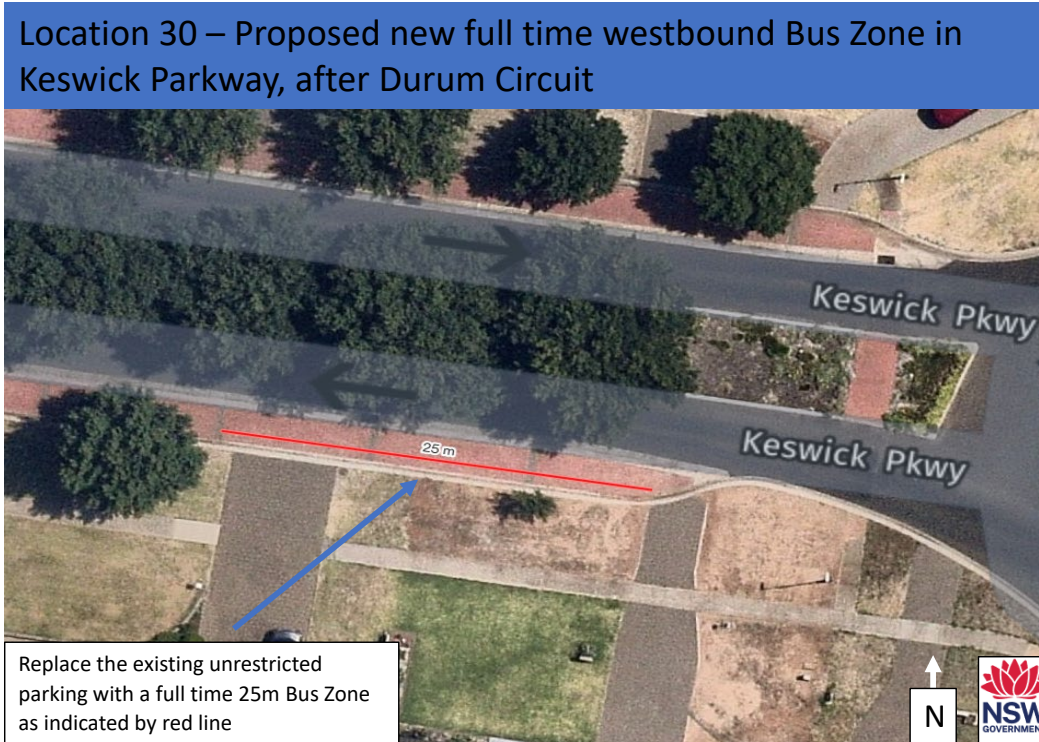 Location 30 – Proposed new full time westbound Bus Zone in
Keswick Parkway, after Durum Circuit
Keswick Pkwy
Keswick Pkwy
25 m
Replace the existing unrestricted
parking with a full time 25m Bus Zone
as indicated by red line
N
NSW
GOVERNMENT